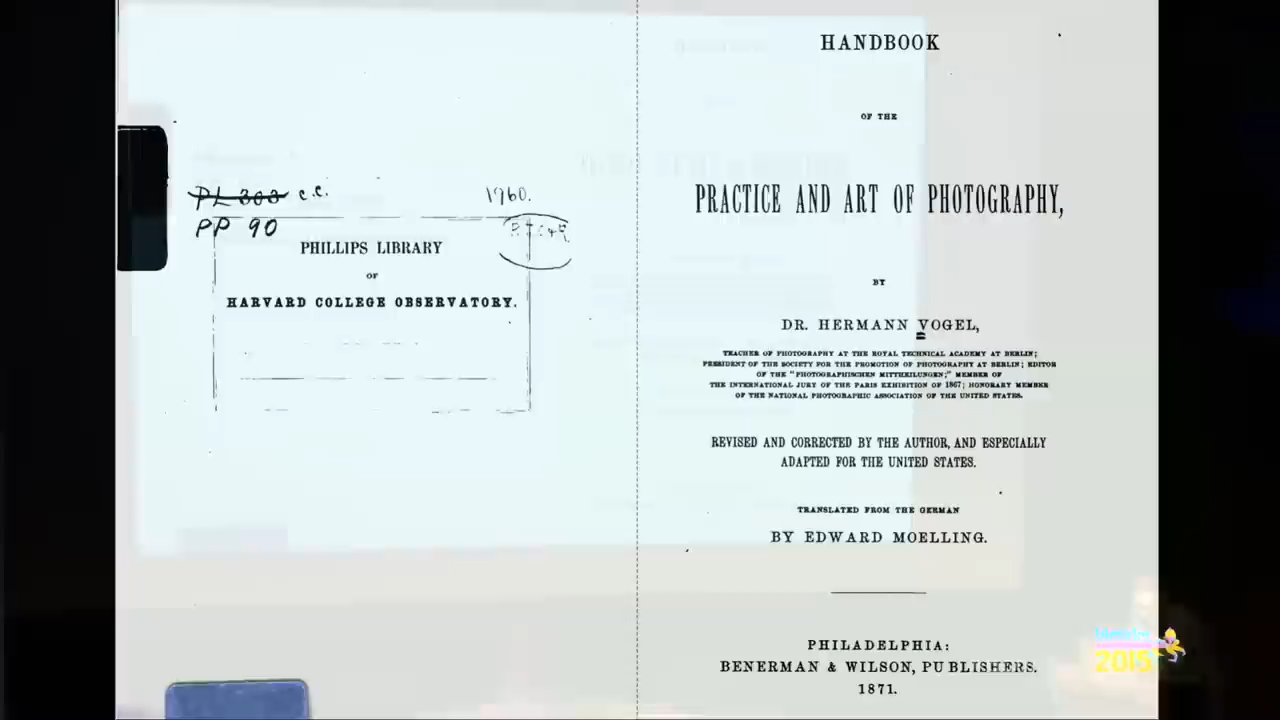 PL 303 c.c.
1960.
PP 90
PHILLIPS LIBRARY
OF
HARVARD COLLEGE OBSERVATORY.
HANDBOOK
OF THE
PRACTICE AND ART OF PHOTOGRAPHY,
BY
DR. HERMANN VOGEL,
TEACHER OF PHOTOGRAPHY AT THE ROYAL TECHNICAL ACADEMY AT BERLIN;
PRESIDENT OF THE SOCIETY FOR THE PROMOTION OF PHOTOGRAPHY AT BERLIN; EDITOR
OF THE "PHOTOGRAPHISCHEN MITTHEILUNGEN;" MEMBER OF
THE INTERNATIONAL JURY OF THE PARIS EXHIBITION OF 1867; HONORARY MEMBER
OF THE NATIONAL PHOTOGRAPHIC ASSOCIATION OF THE UNITED STATES.
REVISED AND CORRECTED BY THE AUTHOR, AND ESPECIALLY
ADAPTED FOR THE UNITED STATES.
TRANSLATED FROM THE GERMAN
BY EDWARD MOELLING.
PHILADELPHIA:
BENERMAN & WILSON, PUBLISHERS.
1871.
2015